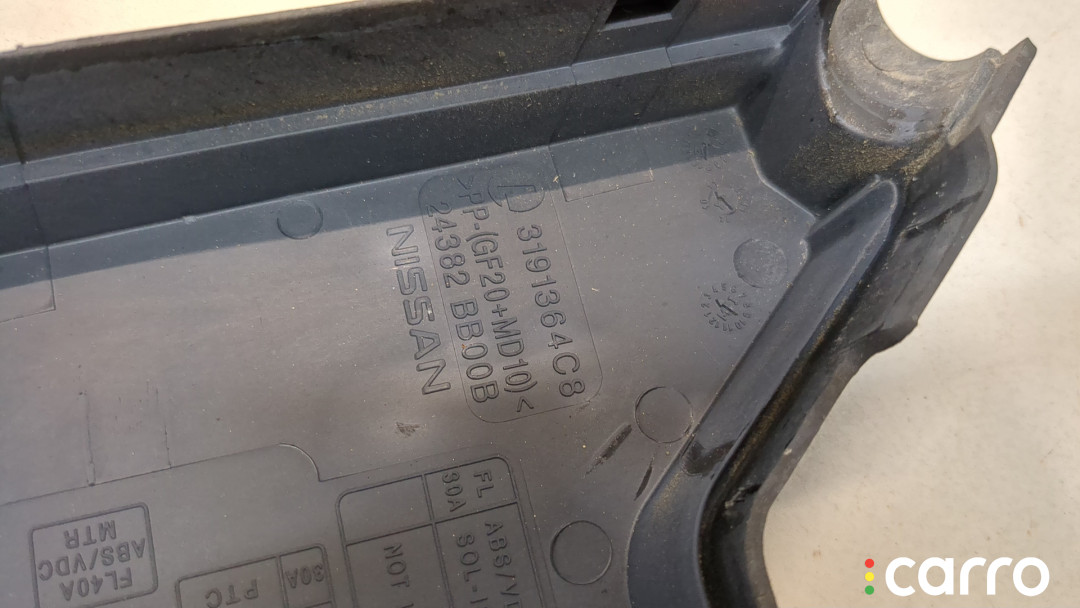 3191364C8
>PP-(GF20+MD10)<
24382 BB00B
NISSAN
FL
30A
ABS/V
SOL-
NOT
30A
PTC
FL40A
ABS/VDC
MTR
carro